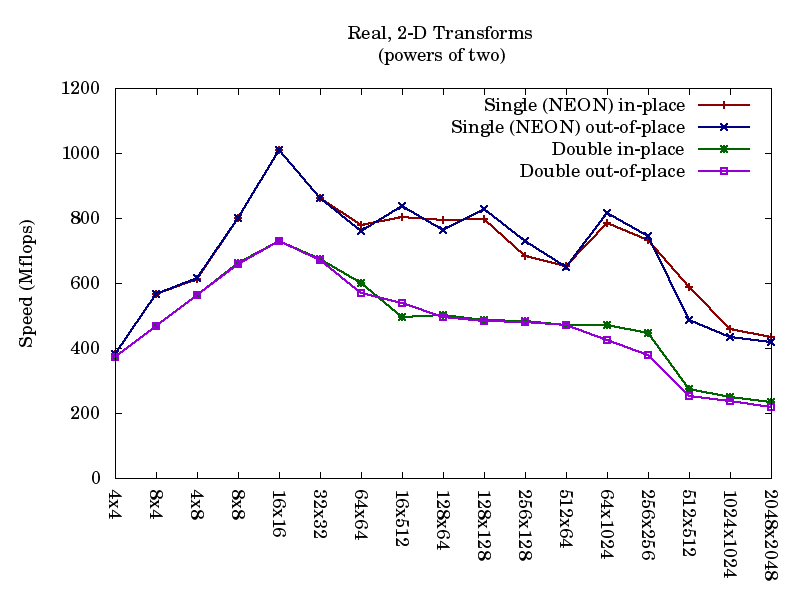 Real, 2-D Transforms
(powers of two)
Single (NEON) in-place
Single (NEON) out-of-place
Double in-place
Double out-of-place
Speed (Mflops)
1200
1000
800
600
400
200
0
4x4
8x4
4x8
8x8
16x16
32x32
64x64
16x512
128x64
128x128
256x128
512x64
64x1024
256x256
512x512
1024x1024
2048x2048